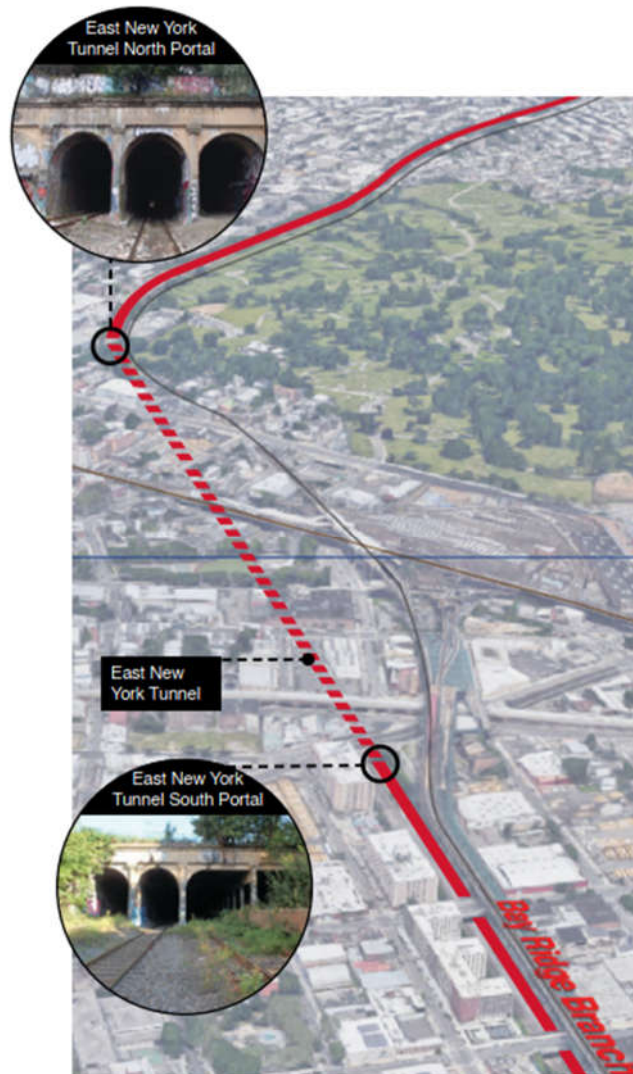 East New York
Tunnel North Portal
East New
York Tunnel
East New York
Tunnel South Portal
Bay Ridge Branch